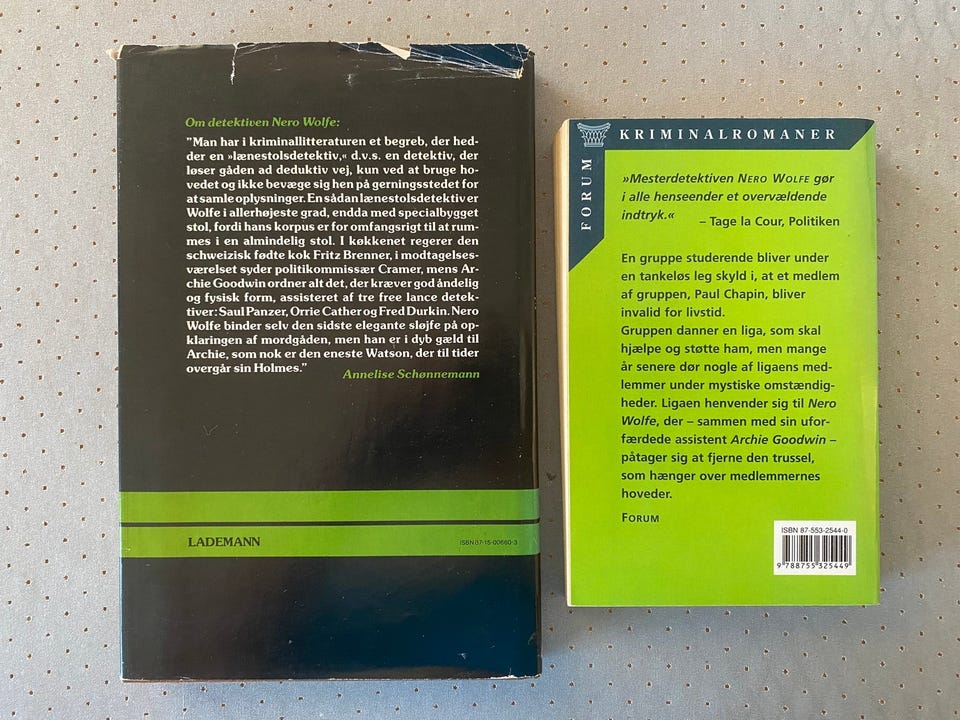 Om detektiven Nero Wolfe:
"Man har i kriminallitteraturen et begreb, der hed-
der en »lænestolsdetektiv,« d.v.s. en detektiv, der
løser gåden ad deduktiv vej, kun ved at bruge ho-
vedet og ikke bevæge sig hen på gerningsstedet for
at samle oplysninger. En sådan lænestolsdetektiv er
Wolfe i allerhøjeste grad, endda med specialbygget
stol, fordi hans korpus er for omfangsrigt til at rum-
mes i en almindelig stol. I køkkenet regerer den
schweizisk fødte kok Fritz Brenner, i modtagelses-
værelset syder politikommissær Cramer, mens Ar-
chie Goodwin ordner alt det, der kræver god åndelig
og fysisk form, assisteret af tre free lance detek-
tiver: Saul Panzer, Orrie Cather og Fred Durkin. Nero
Wolfe binder selv den sidste elegante sløjfe på op-
klaringen af mordgåden, men han er i dyb gæld til
Archie, som nok er den eneste Watson, der til tider
overgår sin Holmes."
Annelise Schønnemann
LADEMANN
ISBN 87-15-00660-3
FORUM
KRIMINALROMANER
»Mesterdetektiven NERO WOLFE gør
i alle henseender et overvældende
indtryk.«
– Tage la Cour, Politiken
En gruppe studerende bliver under
en tankeløs leg skyld i, at et medlem
af gruppen, Paul Chapin, bliver
invalid for livstid.
Gruppen danner en liga, som skal
hjælpe og støtte ham, men mange
år senere dør nogle af ligaens med-
lemmer under mystiske omstændig-
heder. Ligaen henvender sig til Nero
Wolfe, der – sammen med sin ufor-
færdede assistent Archie Goodwin –
påtager sig at fjerne den trussel,
som hænger over medlemmernes
hoveder.
FORUM
ISBN 87-553-2544-0
9 788755 325449